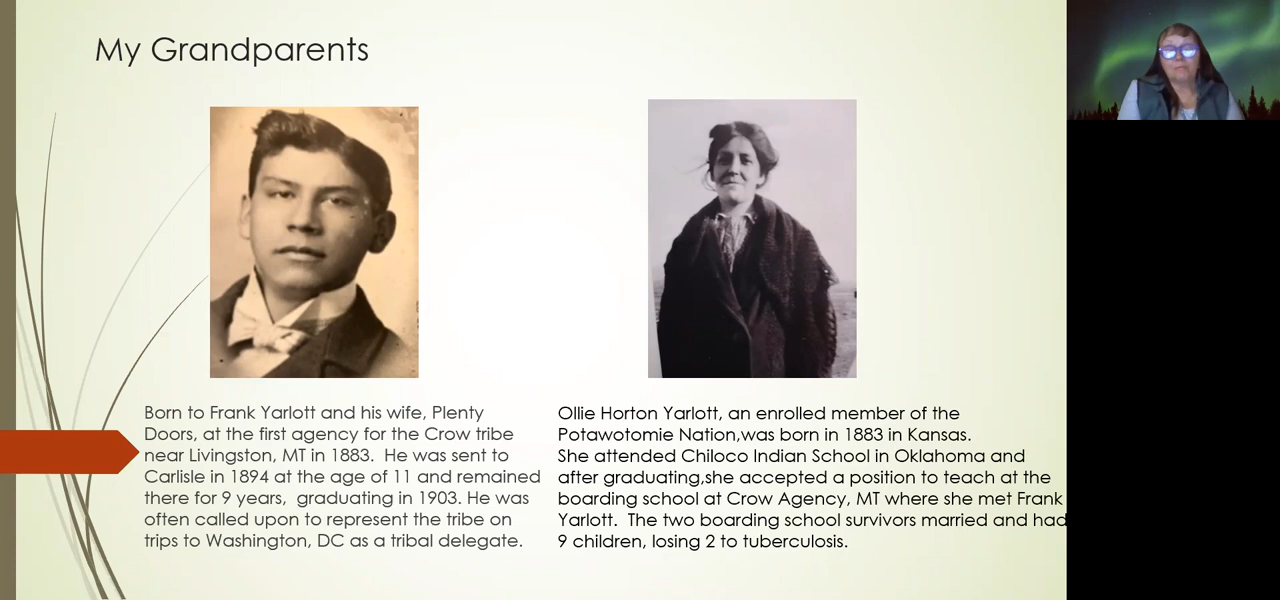 My Grandparents
Born to Frank Yarlott and his wife, Plenty
Doors, at the first agency for the Crow tribe
near Livingston, MT in 1883.  He was sent to
Carlisle in 1894 at the age of 11 and remained
there for 9 years,  graduating in 1903. He was
often called upon to represent the tribe on
trips to Washington, DC as a tribal delegate.
Ollie Horton Yarlott, an enrolled member of the
Potawotomie Nation,was born in 1883 in Kansas.
She attended Chiloco Indian School in Oklahoma and
after graduating,she accepted a position to teach at the
boarding school at Crow Agency, MT where she met Frank
Yarlott.  The two boarding school survivors married and had
9 children, losing 2 to tuberculosis.